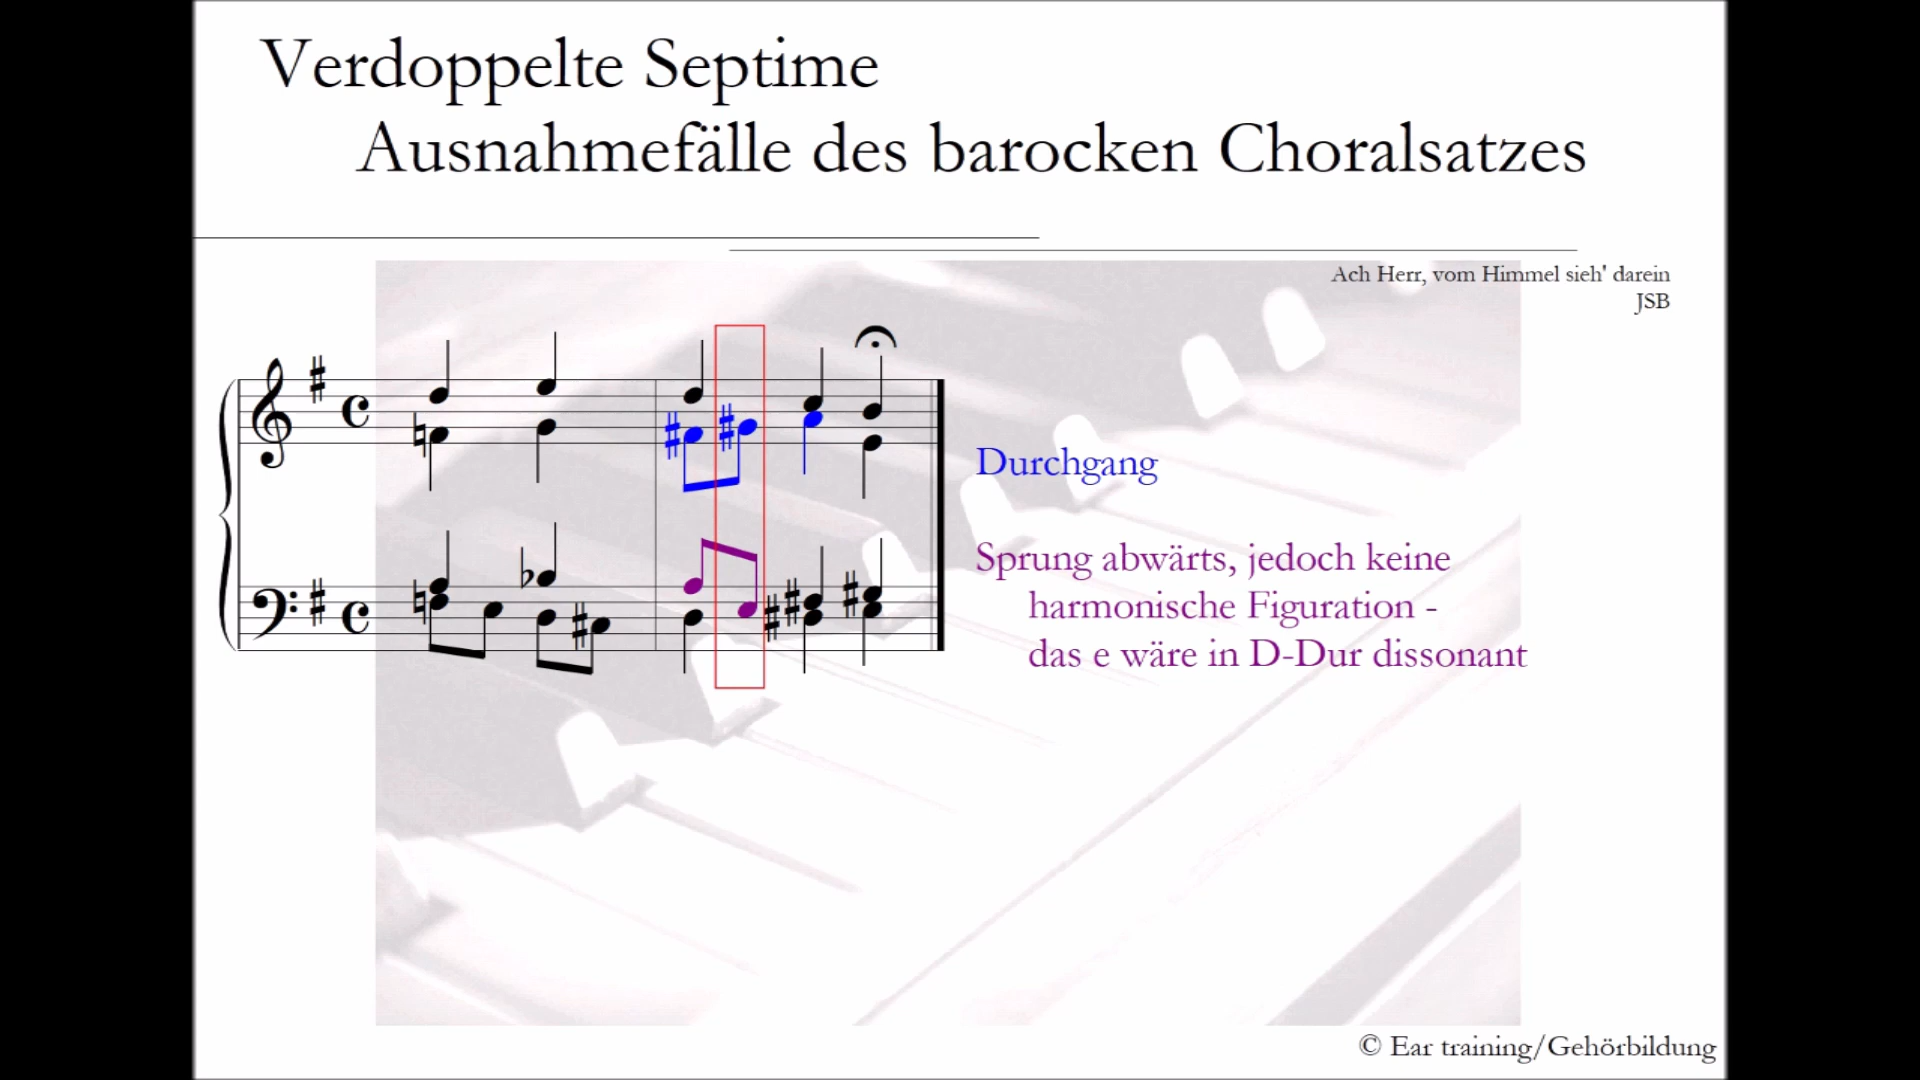 Verdoppelte Septime
Ausnahmefälle des barocken Choralsatzes
Ach Herr, vom Himmel sieh' darein
JSB
Durchgang
Sprung abwärts, jedoch keine
harmonische Figuration -
das e wäre in D-Dur dissonant
© Ear training/Gehörbildung